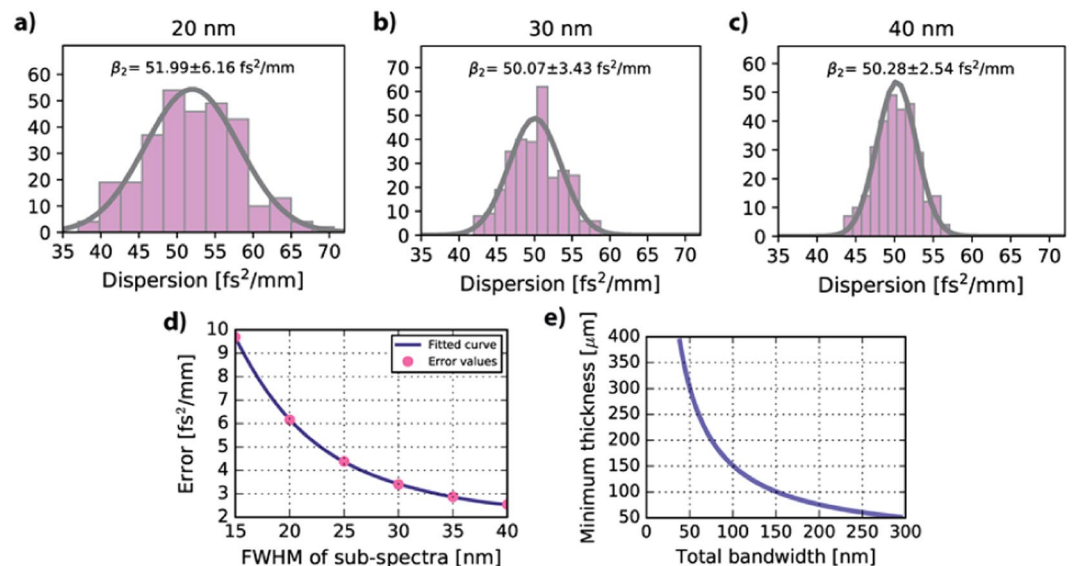 a)
20 nm
β₂= 51.99±6.16 fs²/mm
60
50
40
30
20
10
0
35 40 45 50 55 60 65 70
Dispersion [fs²/mm]
b)
30 nm
β₂= 50.07±3.43 fs²/mm
70
60
50
40
30
20
10
0
35 40 45 50 55 60 65 70
Dispersion [fs²/mm]
c)
40 nm
β₂= 50.28±2.54 fs²/mm
60
50
40
30
20
10
0
35 40 45 50 55 60 65 70
Dispersion [fs²/mm]
d)
Error [fs²/mm]
10
9
8
7
6
5
4
3
2
Fitted curve
Error values
15 20 25 30 35 40
FWHM of sub-spectra [nm]
e)
Minimum thickness [μm]
400
350
300
250
200
150
100
50
0 50 100 150 200 250 300
Total bandwidth [nm]